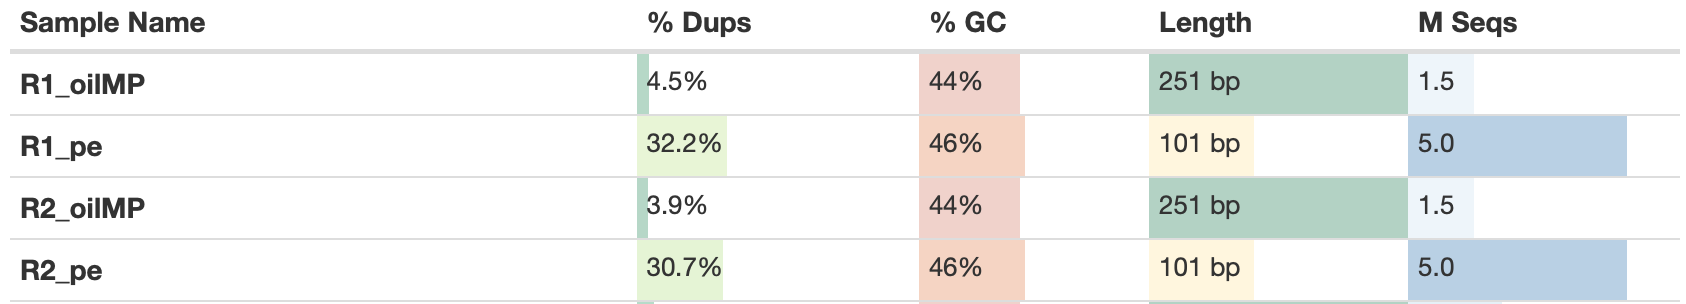 Sample Name % Dups % GC Length M Seqs
R1_oilMP 4.5% 44% 251 bp 1.5
R1_pe 32.2% 46% 101 bp 5.0
R2_oilMP 3.9% 44% 251 bp 1.5
R2_pe 30.7% 46% 101 bp 5.0